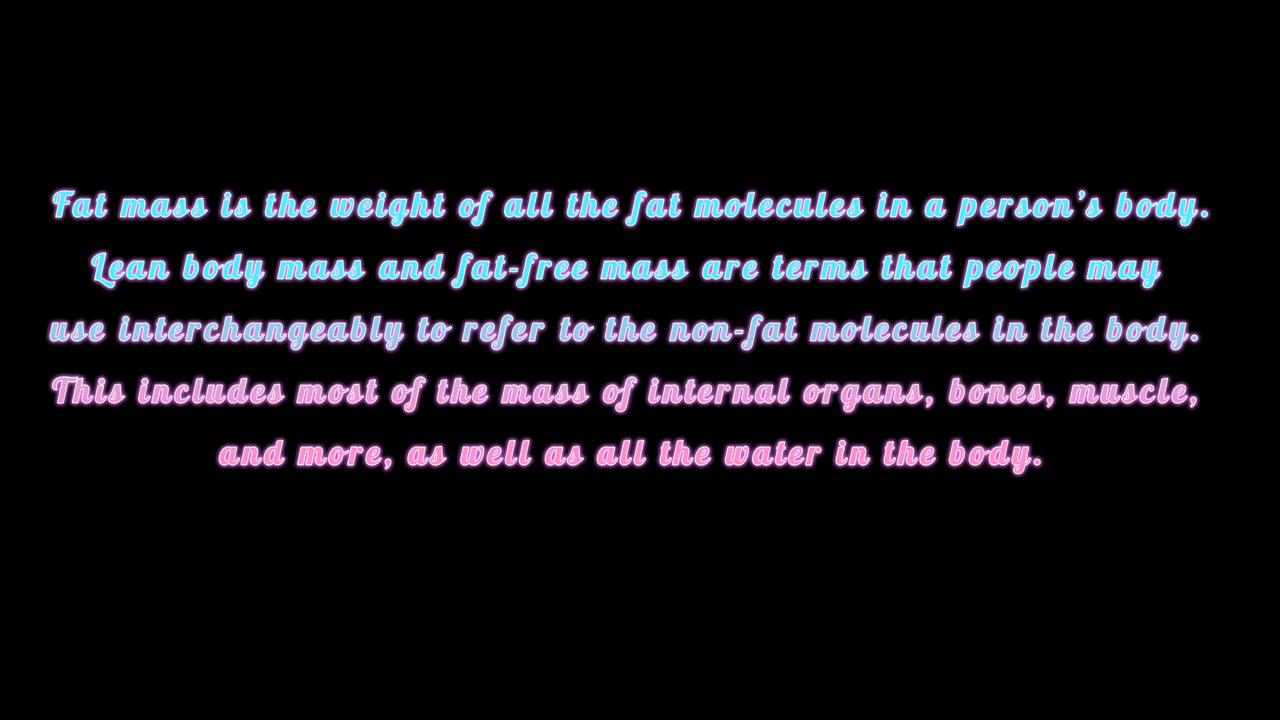 Fat mass is the weight of all the fat molecules in a person’s body.
Lean body mass and fat-free mass are terms that people may
use interchangeably to refer to the non-fat molecules in the body.
This includes most of the mass of internal organs, bones, muscle,
and more, as well as all the water in the body.